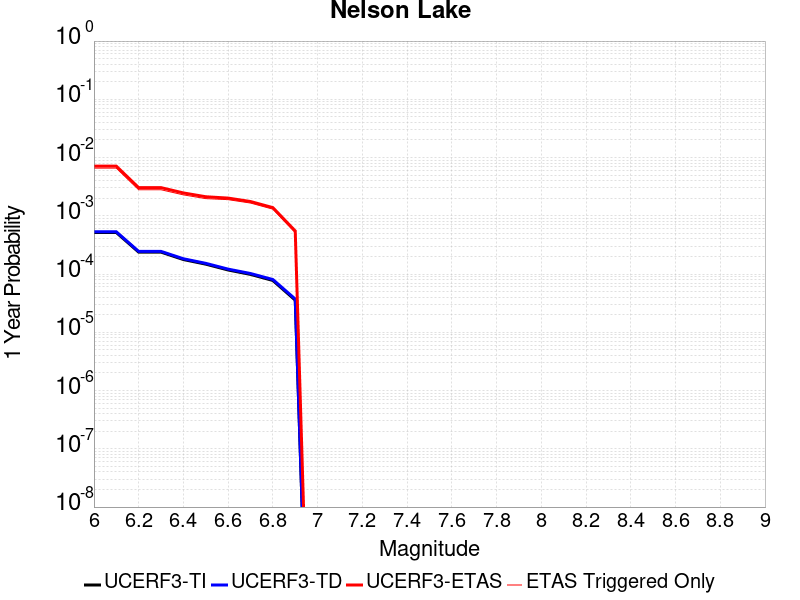 Nelson Lake
10^0
10^-1
10^-2
10^-3
10^-4
10^-5
10^-6
10^-7
10^-8
1 Year Probability
6 6.2 6.4 6.6 6.8 7 7.2 7.4 7.6 7.8 8 8.2 8.4 8.6 8.8 9
Magnitude
UCERF3-TI UCERF3-TD UCERF3-ETAS ETAS Triggered Only